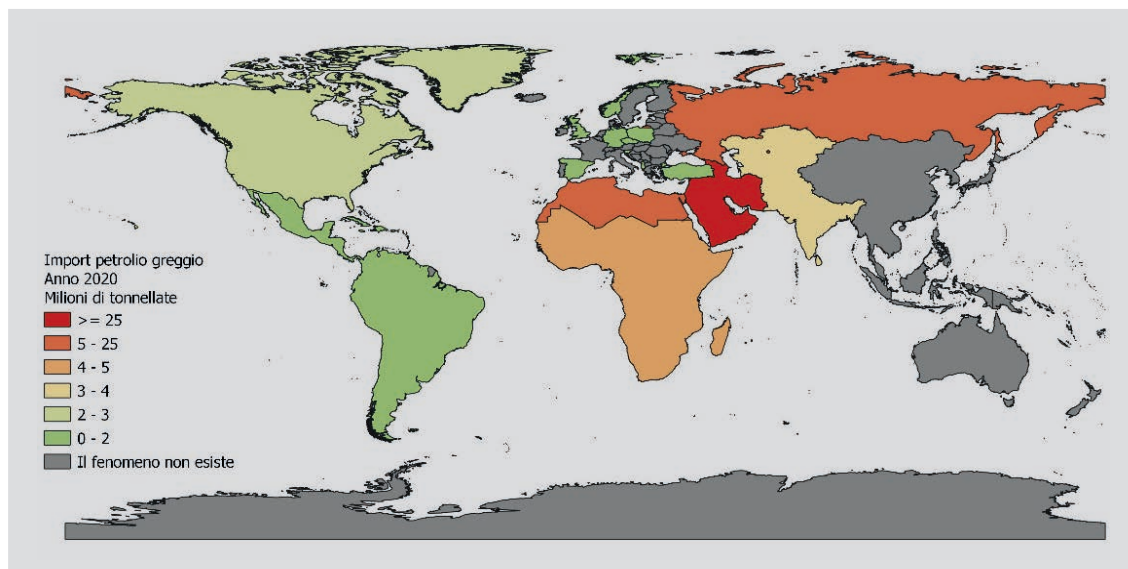 Import petrolio greggio
Anno 2020
Milioni di tonnellate
>= 25
5 - 25
4 - 5
3 - 4
2 - 3
0 - 2
Il fenomeno non esiste